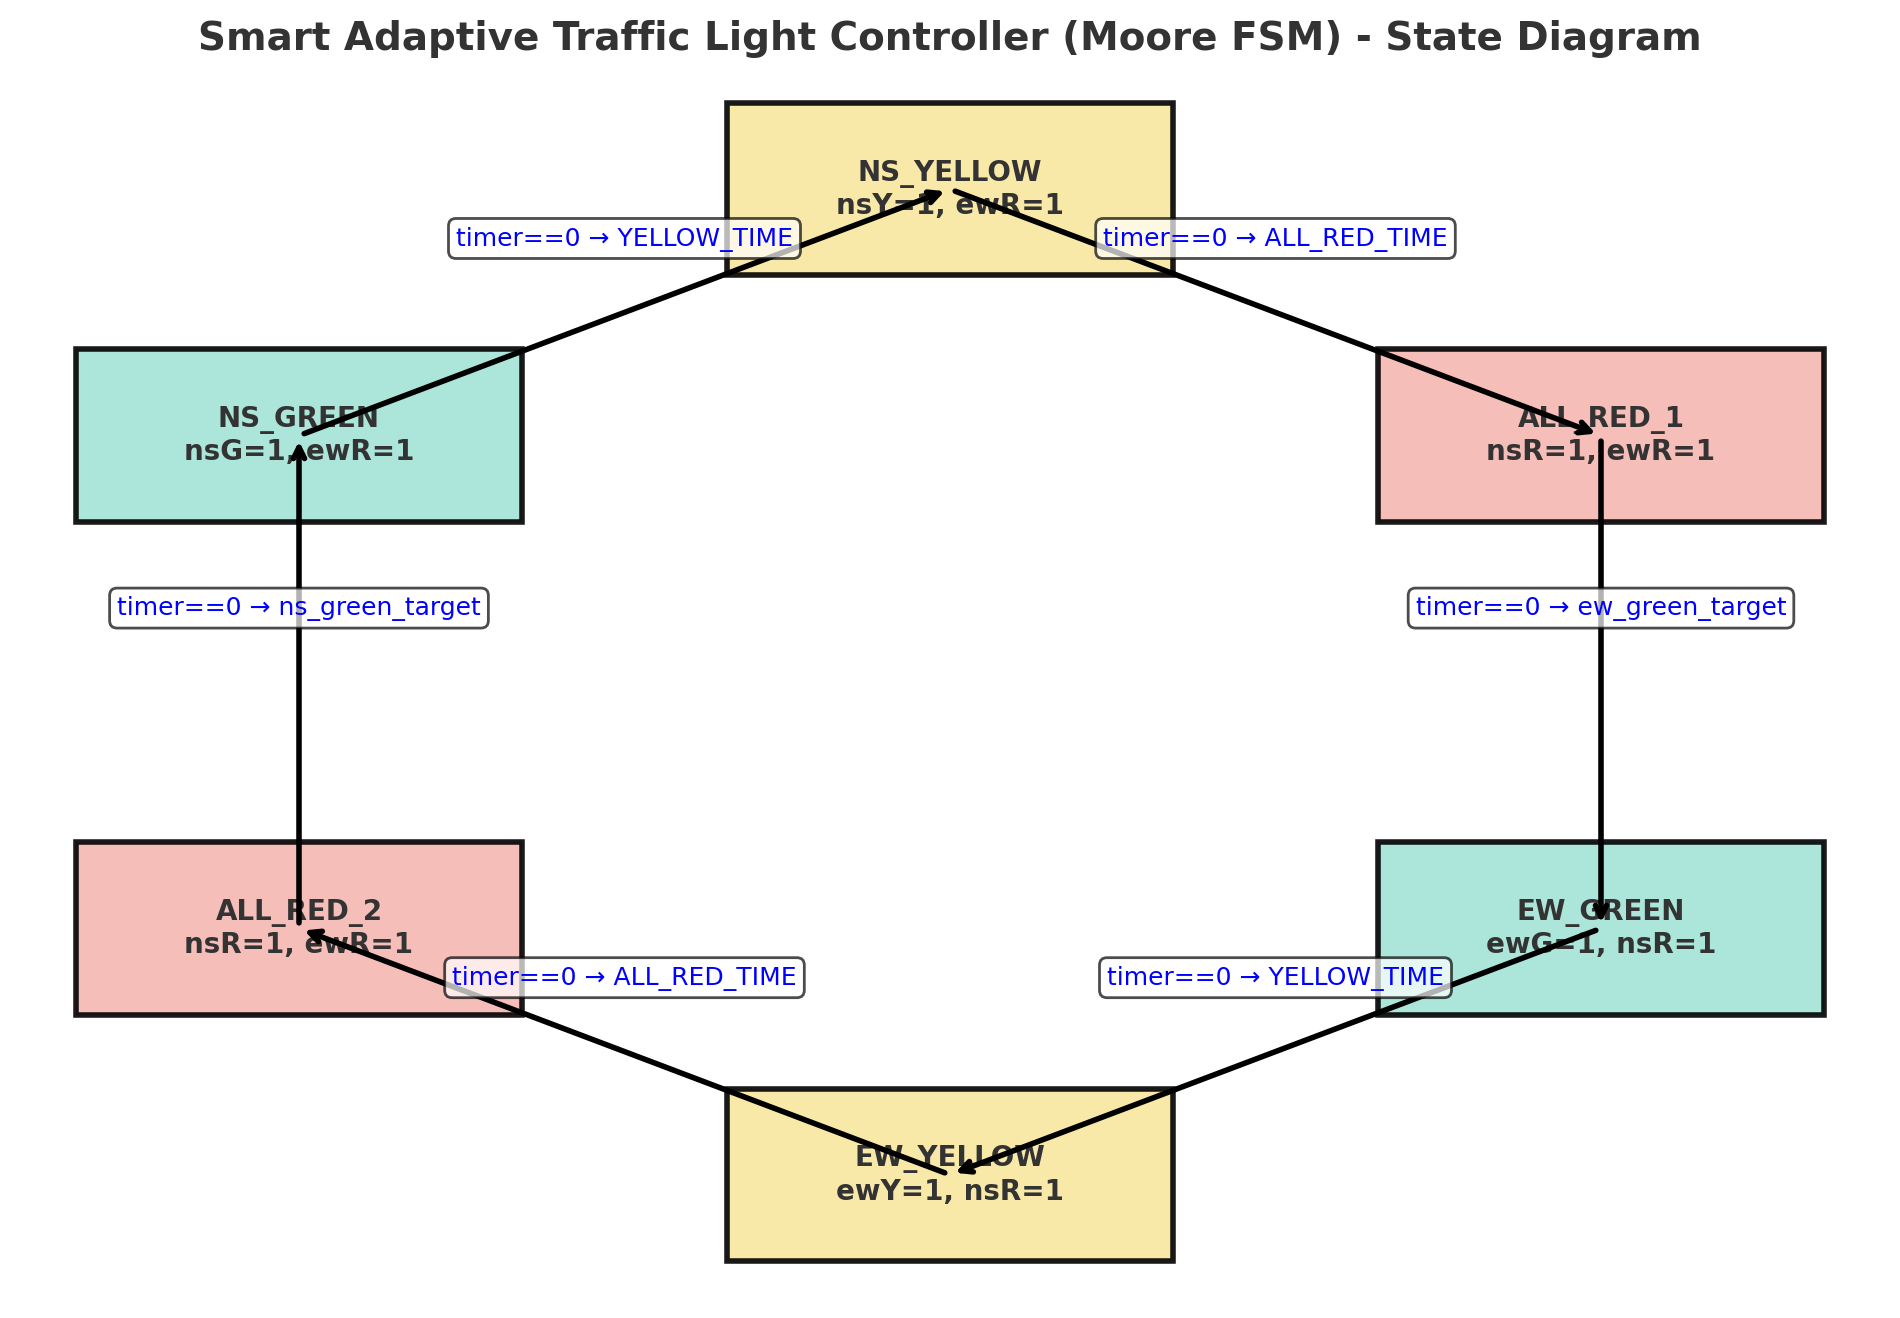 Smart Adaptive Traffic Light Controller (Moore FSM) - State Diagram
NS_YELLOW
nsY=1, ewR=1
timer==0 → YELLOW_TIME
timer==0 → ALL_RED_TIME
NS_GREEN
nsG=1, ewR=1
ALL_RED_1
nsR=1, ewR=1
timer==0 → ns_green_target
timer==0 → ew_green_target
ALL_RED_2
nsR=1, ewR=1
EW_GREEN
ewG=1, nsR=1
timer==0 → ALL_RED_TIME
timer==0 → YELLOW_TIME
EW_YELLOW
ewY=1, nsR=1